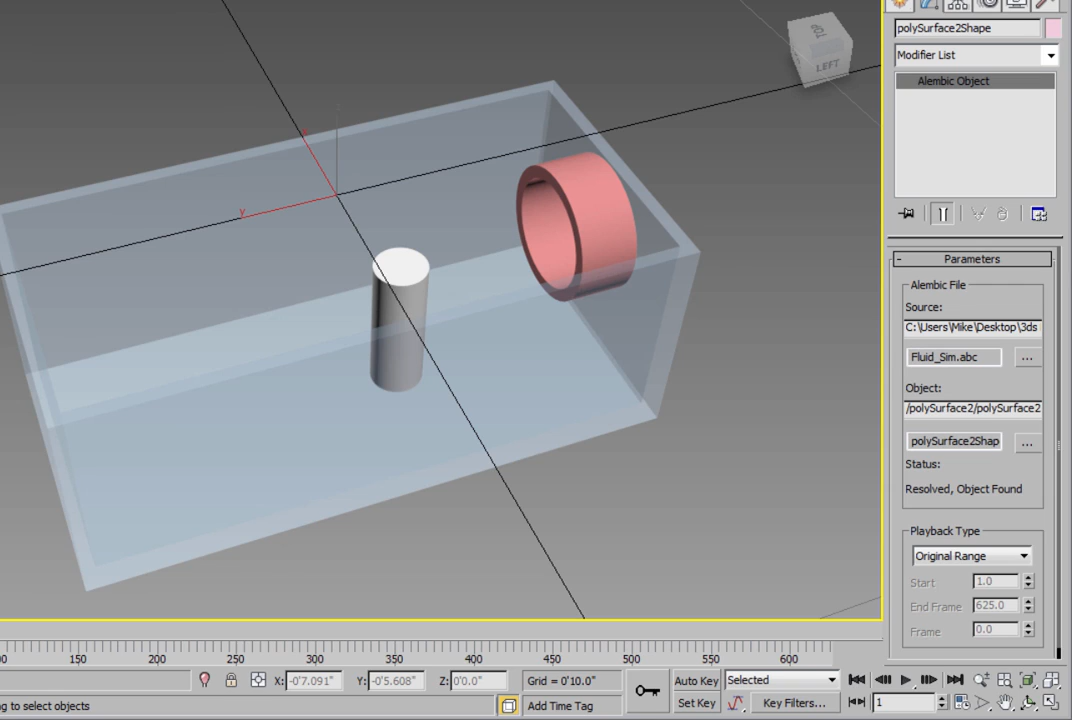 TOP
LEFT
x
y
polySurface2Shape
Modifier List
Alembic Object
- Parameters
Alembic File
Source:
C:\Users\Mike\Desktop\3ds
Fluid_Sim.abc ...
Object:
/polySurface2/polySurface2
polySurface2Shap ...
Status:
Resolved, Object Found
Playback Type
Original Range
Start 1.0
End Frame 625.0
Frame 0.0
00 150 200 250 300 350 400 450 500 550 600
X: -0'7.091" Y: -0'5.608" Z: 0'0.0" Grid = 0'10.0" Auto Key Selected
g to select objects Add Time Tag Set Key Key Filters... 1